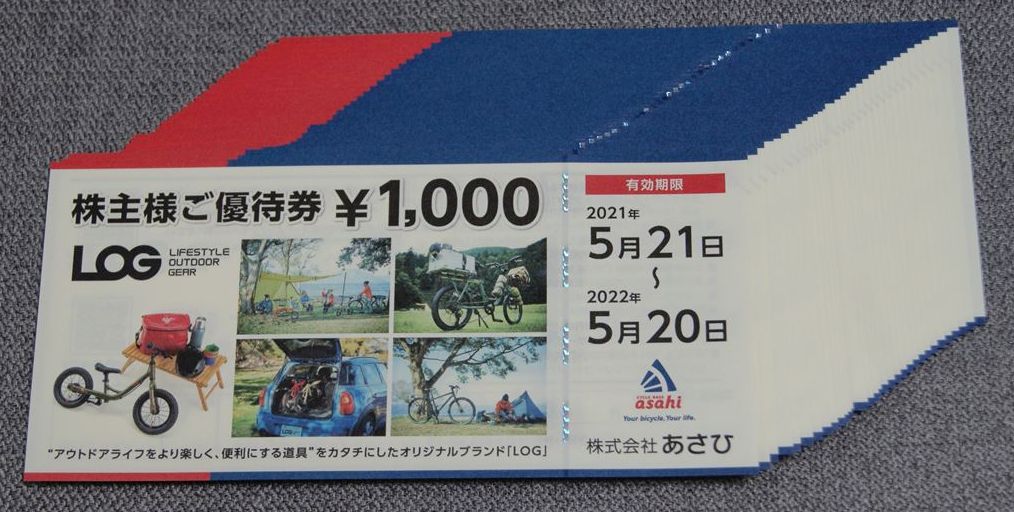 株主様ご優待券 ¥1,000
LOG
LIFESTYLE
OUTDOOR
GEAR
"アウトドアライフをより楽しく、便利にする道具"をカタチにしたオリジナルブランド「LOG」
有効期限
2021年
5月21日
~
2022年
5月20日
CYCLE BASE
asahi
Your bicycle, Your life.
株式会社 あさひ